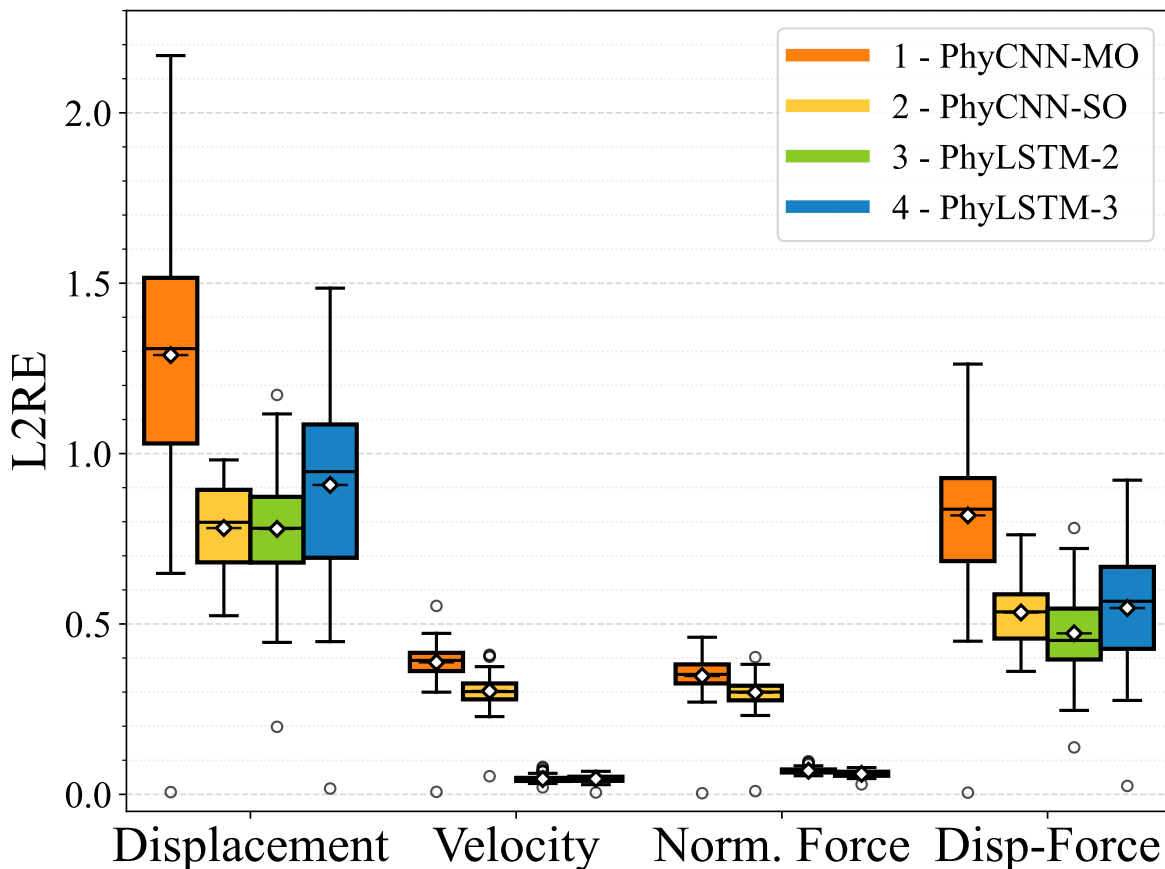 L2RE
2.0
1.5
1.0
0.5
0.0
1 - PhyCNN-MO
2 - PhyCNN-SO
3 - PhyLSTM-2
4 - PhyLSTM-3
Displacement Velocity Norm. Force Disp-Force